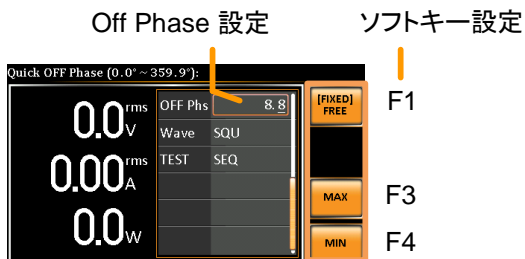 Off Phase 設定
ソフトキー設定
Quick OFF Phase (0.0°~359.9°):
0.0rms V
OFF Phs 8.8
[FIXED] FREE
F1
Wave SQU
0.00rms A
TEST SEQ
MAX
F3
0.0W
MIN
F4